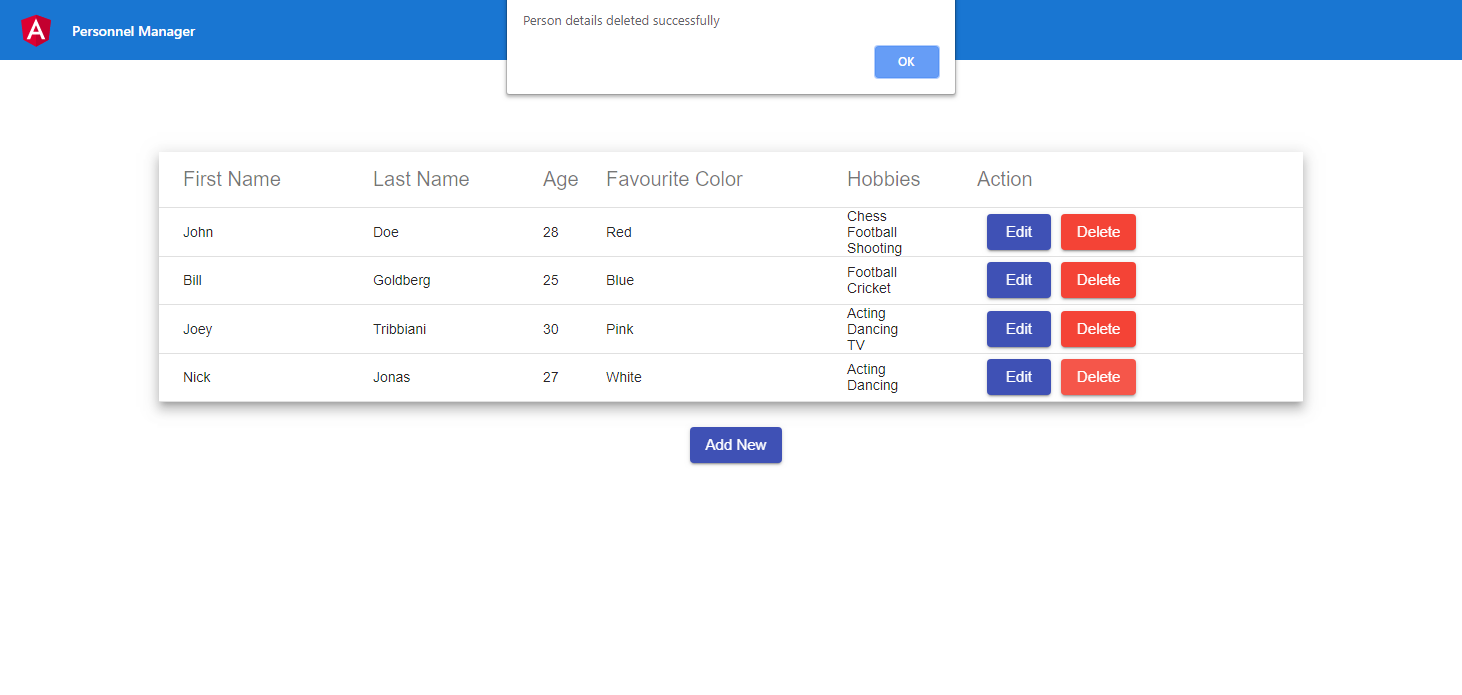 Person details deleted successfully
A
Personnel Manager
OK
First Name Last Name Age Favourite Color Hobbies Action
John Doe 28 Red Chess Edit Delete
Football
Shooting
Bill Goldberg 25 Blue Football Edit Delete
Cricket
Joey Tribbiani 30 Pink Acting Edit Delete
Dancing
TV
Nick Jonas 27 White Acting Edit Delete
Dancing
Add New